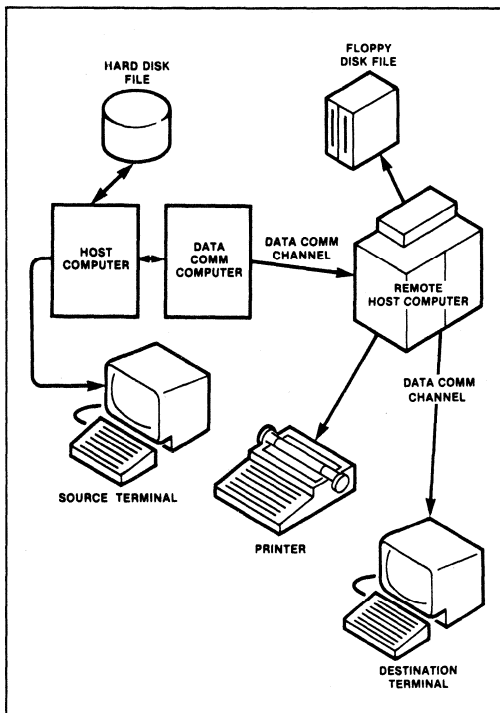 HARD DISK
FILE
FLOPPY
DISK FILE
HOST
COMPUTER
DATA
COMM
COMPUTER
DATA COMM
CHANNEL
REMOTE
HOST COMPUTER
DATA COMM
CHANNEL
SOURCE TERMINAL
PRINTER
DESTINATION
TERMINAL